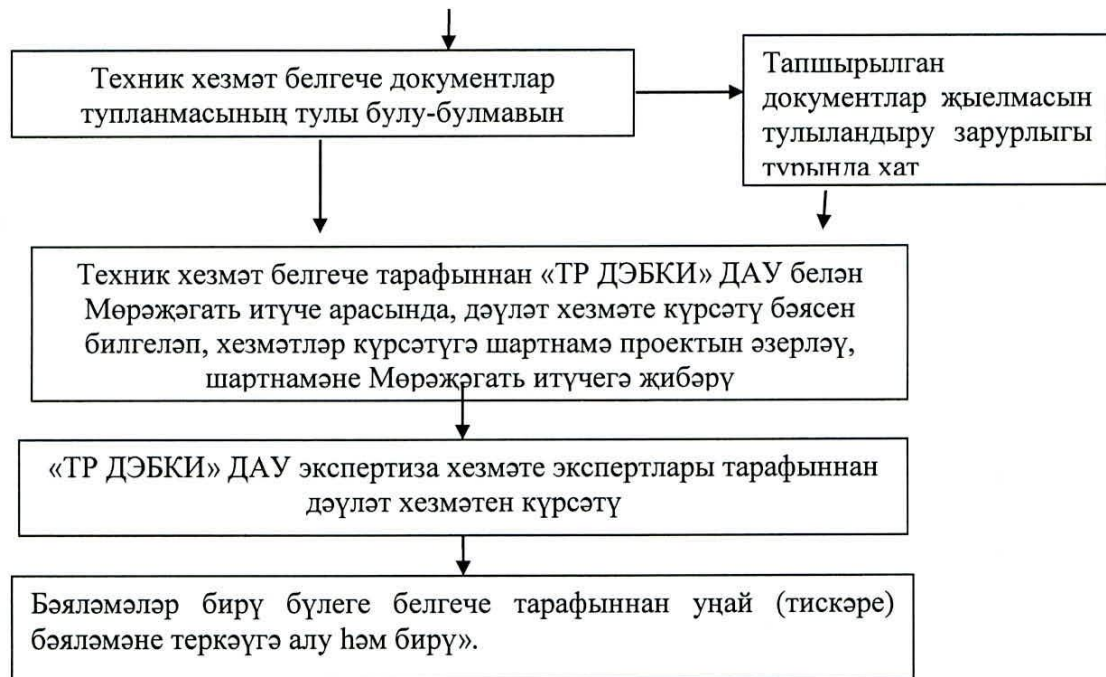 Техник хезмәт белгече документлар
тупланмасының тулы булу-булмавын
Тапшырылган
документлар җыелмасын
тулыландыру зарурлыгы
турында хат
Техник хезмәт белгече тарафыннан «ТР ДЭБКИ» ДАУ белән
Мөрәҗәгать итүче арасында, дәүләт хезмәте күрсәтү бәясен
билгеләп, хезмәтләр күрсәтүгә шартнамә проектын әзерләү,
шартнамәне Мөрәҗәгать итүчегә җибәрү
«ТР ДЭБКИ» ДАУ экспертиза хезмәте экспертлары тарафыннан
дәүләт хезмәтен күрсәтү
Бәяләмәләр бирү бүлеге белгече тарафыннан уңай (тискәре)
бәяләмәне теркәүгә алу һәм бирү».